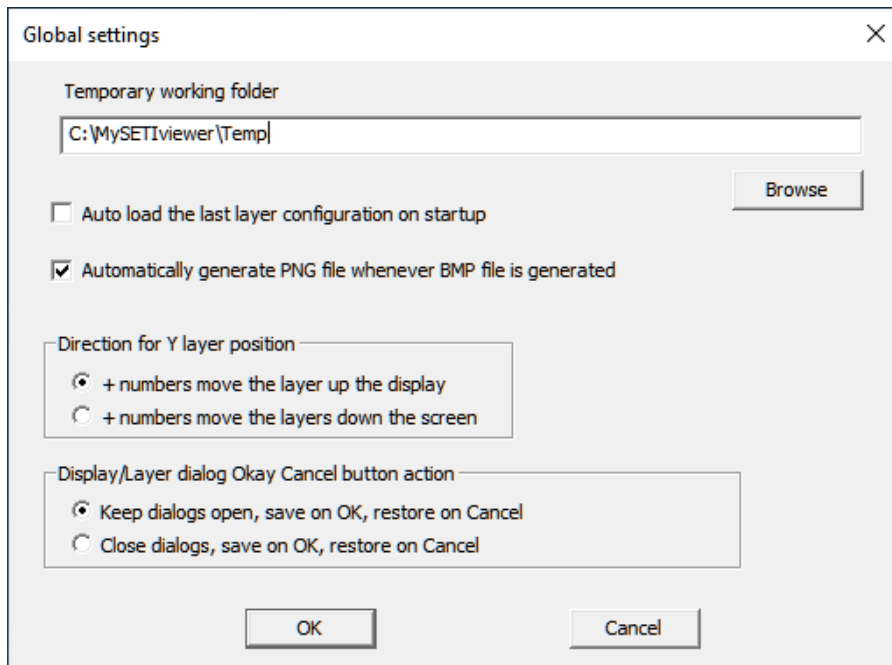 Global settings
Temporary working folder
C:\MySETIviewer\Temp
Browse
Auto load the last layer configuration on startup
Automatically generate PNG file whenever BMP file is generated
Direction for Y layer position
+ numbers move the layer up the display
+ numbers move the layers down the screen
Display/Layer dialog Okay Cancel button action
Keep dialogs open, save on OK, restore on Cancel
Close dialogs, save on OK, restore on Cancel
OK Cancel